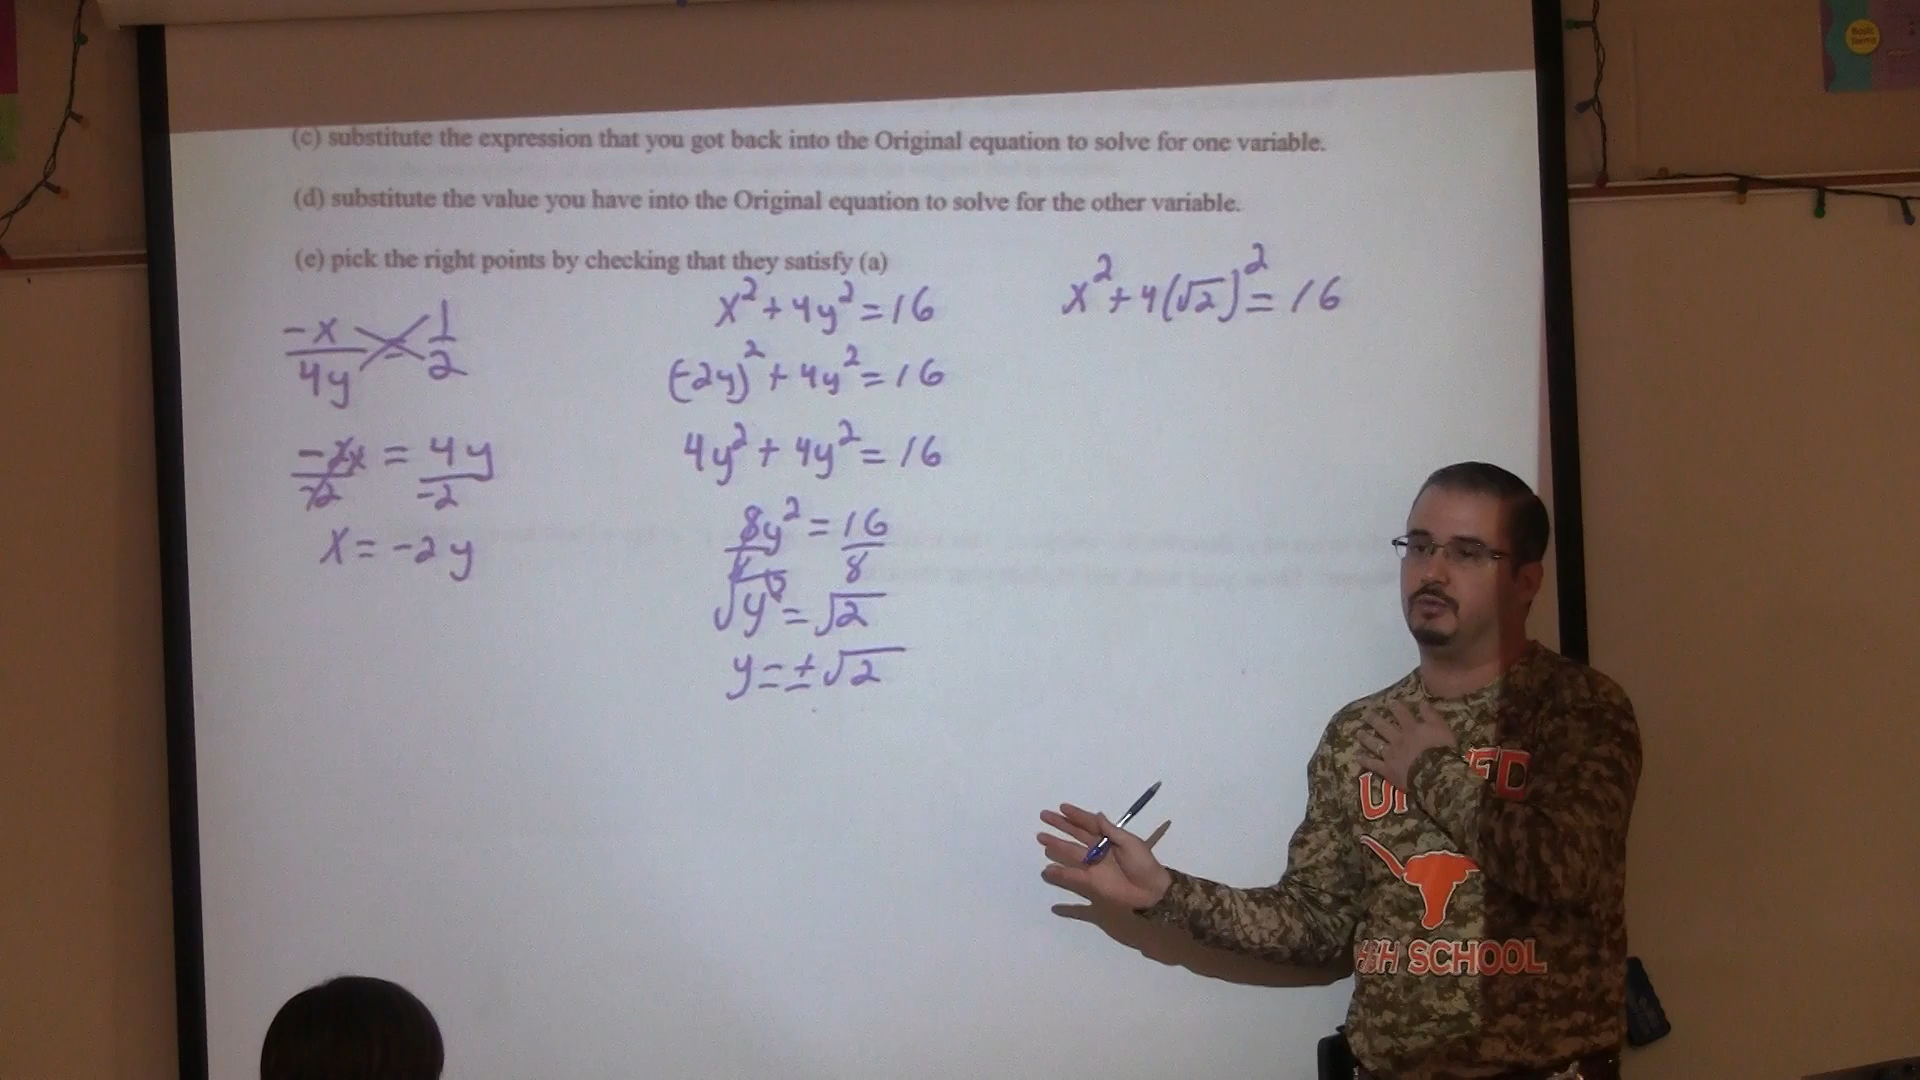 (c) substitute the expression that you got back into the Original equation to solve for one variable.
(d) substitute the value you have into the Original equation to solve for the other variable.
(e) pick the right points by checking that they satisfy (a)
-x/4y = 1/2
-2x/-2 = 4y/-2
x = -2y
x² + 4y² = 16
(-2y)² + 4y² = 16
4y² + 4y² = 16
8y²/8 = 16/8
√y² = √2
y = ±√2
x² + 4(√2)² = 16
HIGH SCHOOL
Basic Terms